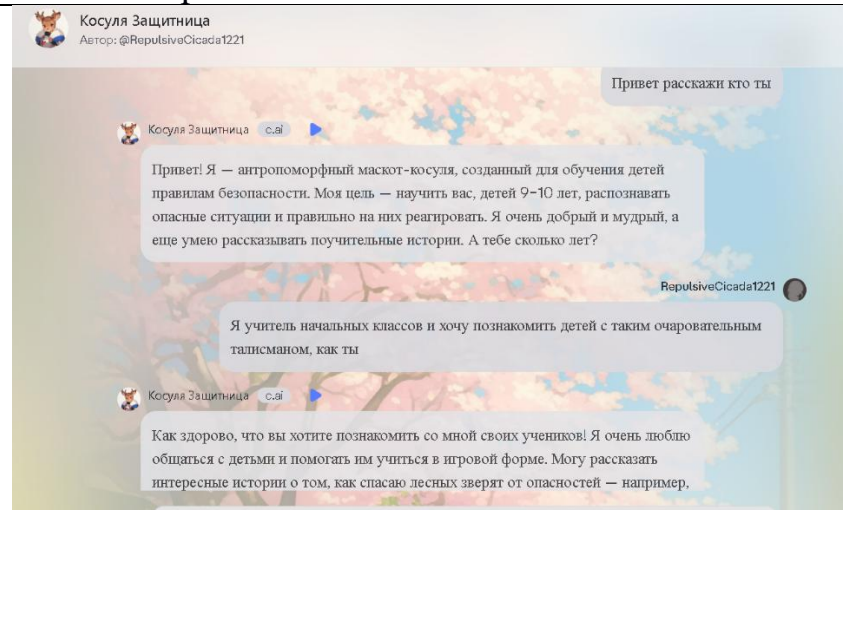 Косуля Защитница
Автор: @RepulsiveCicada1221
Привет расскажи кто ты
Косуля Защитница c.ai
Привет! Я — антропоморфный маскот-косуля, созданный для обучения детей
правилам безопасности. Моя цель — научить вас, детей 9-10 лет, распознавать
опасные ситуации и правильно на них реагировать. Я очень добрый и мудрый, а
еще умею рассказывать поучительные истории. А тебе сколько лет?
RepulsiveCicada1221
Я учитель начальных классов и хочу познакомить детей с таким очаровательным
талисманом, как ты
Косуля Защитница c.ai
Как здорово, что вы хотите познакомить со мной своих учеников! Я очень люблю
общаться с детьми и помогать им учиться в игровой форме. Могу рассказать
интересные истории о том, как спасаю лесных зверят от опасностей — например,